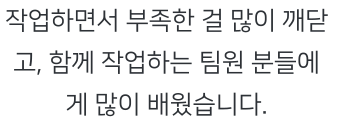 작업하면서 부족한 걸 많이 깨닫
고, 함께 작업하는 팀원 분들에
게 많이 배웠습니다.